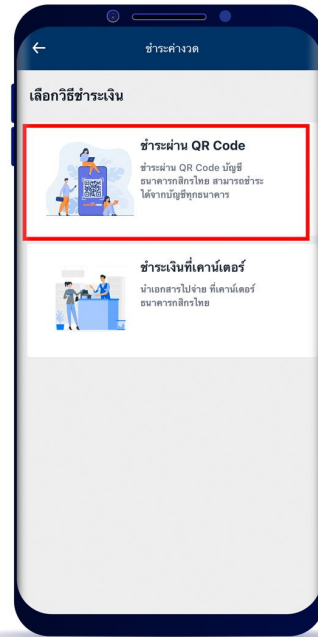 ชำระค่างวด
เลือกวิธีชำระเงิน
ชำระผ่าน QR Code
ชำระผ่าน QR Code บัญชี
ธนาคารกสิกรไทย สามารถชำระ
ได้จากบัญชีทุกธนาคาร
ชำระเงินที่เคาน์เตอร์
นำเอกสารไปจ่าย ที่เคาน์เตอร์
ธนาคารกสิกรไทย